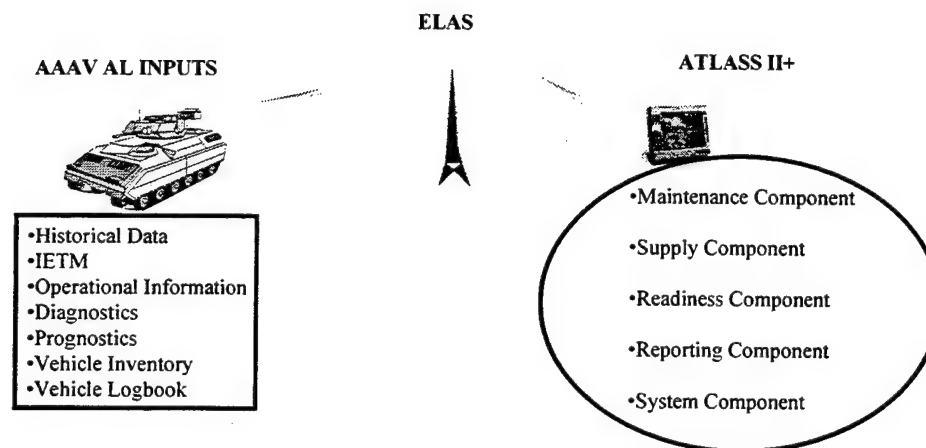 ELAS
AAAV AL INPUTS
ATLASS II+
•Historical Data
•IETM
•Operational Information
•Diagnostics
•Prognostics
•Vehicle Inventory
•Vehicle Logbook
•Maintenance Component
•Supply Component
•Readiness Component
•Reporting Component
•System Component